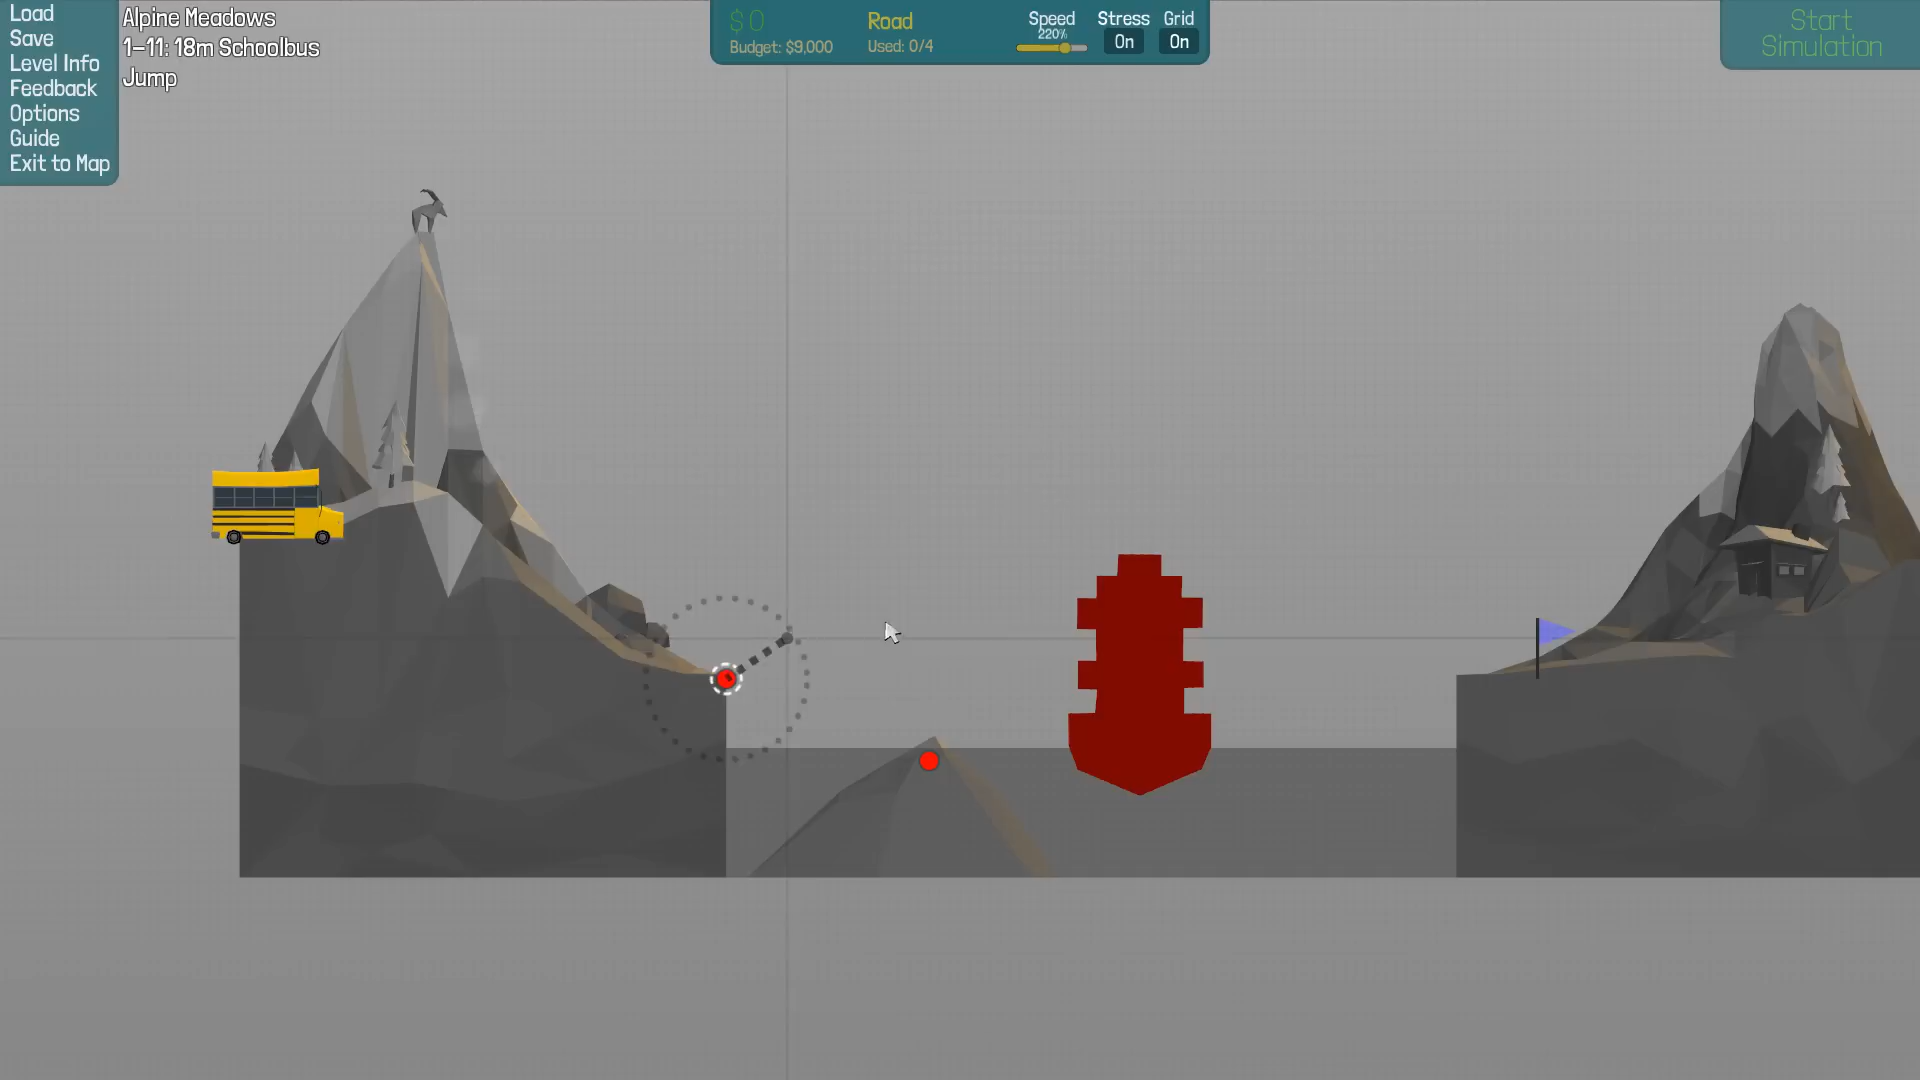 Load
Save
Level Info
Feedback
Options
Guide
Exit to Map
Alpine Meadows
1-11: 18m Schoolbus
Jump
$ 0
Budget: $9,000
Road
Used: 0/4
Speed
220%
Stress
On
Grid
On
Start
Simulation